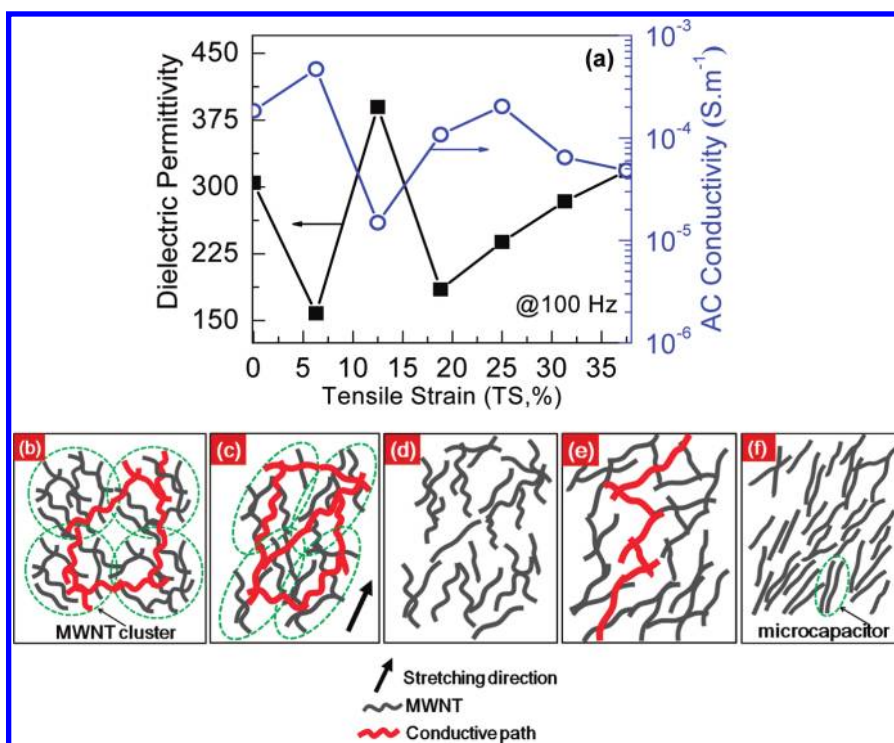 (a)
Dielectric Permittivity
450
375
300
225
150
AC Conductivity (S.m⁻¹)
10⁻³
10⁻⁴
10⁻⁵
10⁻⁶
@100 Hz
0 5 10 15 20 25 30 35
Tensile Strain (TS,%)
(b) (c) (d) (e) (f)
MWNT cluster
microcapacitor
Stretching direction
MWNT
Conductive path